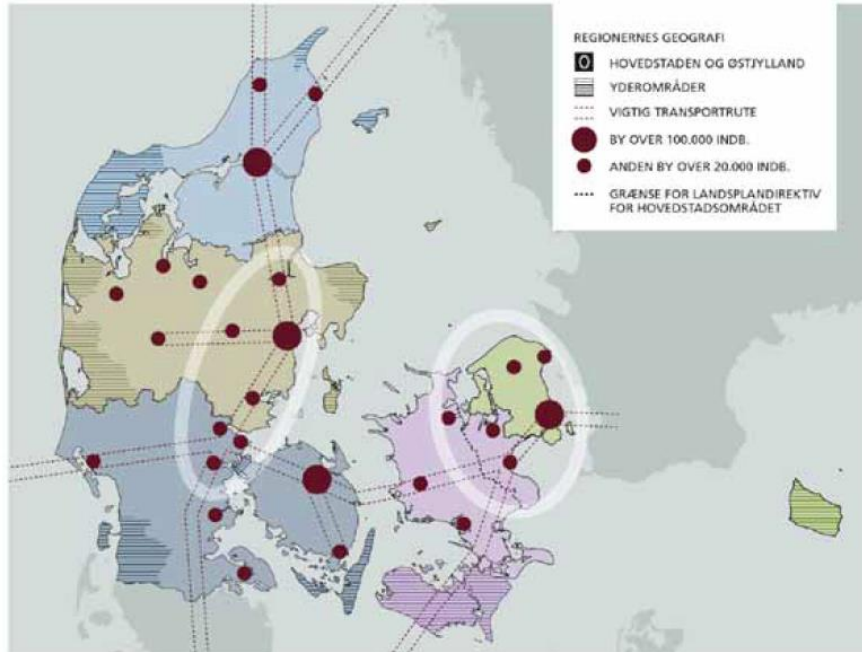 REGIONERNES GEOGRAFI
HOVEDSTADEN OG ØSTJYLLAND
YDEROMRÅDER
VIGTIG TRANSPORTRUTE
BY OVER 100.000 INDB.
ANDEN BY OVER 20.000 INDB.
GRÆNSE FOR LANDSPLANDIREKTIV
FOR HOVEDSTADSOMRÅDET